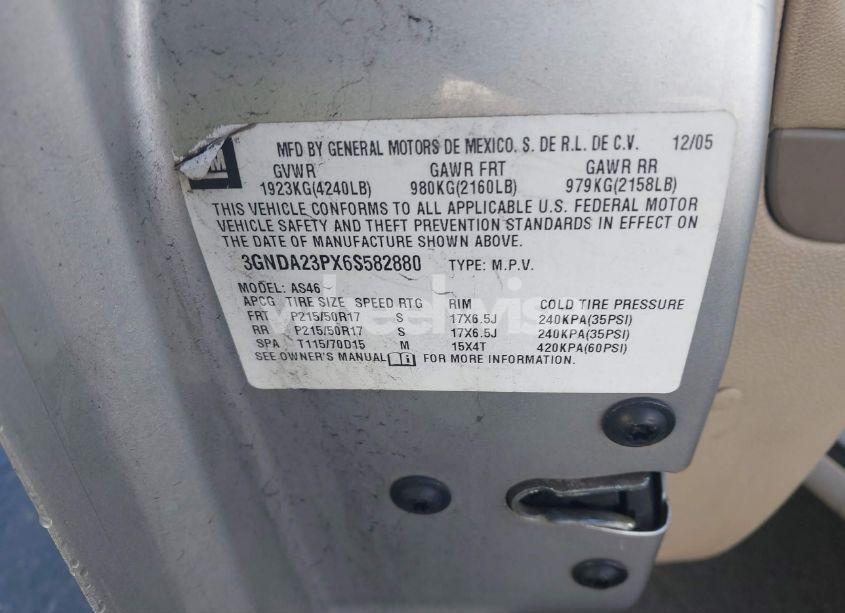 GM
MFD BY GENERAL MOTORS DE MEXICO. S. DE R.L. DE C.V. 12/05
GVWR GAWR FRT GAWR RR
1923KG(4240LB) 980KG(2160LB) 979KG(2158LB)
THIS VEHICLE CONFORMS TO ALL APPLICABLE U.S. FEDERAL MOTOR
VEHICLE SAFETY AND THEFT PREVENTION STANDARDS IN EFFECT ON
THE DATE OF MANUFACTURE SHOWN ABOVE.
3GNDA23PX6S582880 TYPE: M.P.V.
MODEL: AS46
APCG TIRE SIZE SPEED RTG RIM COLD TIRE PRESSURE
FRT P215/50R17 S 17X6.5J 240KPA(35PSI)
RR P215/50R17 S 17X6.5J 240KPA(35PSI)
SPA T115/70D15 M 15X4T 420KPA(60PSI)
SEE OWNER'S MANUAL FOR MORE INFORMATION.